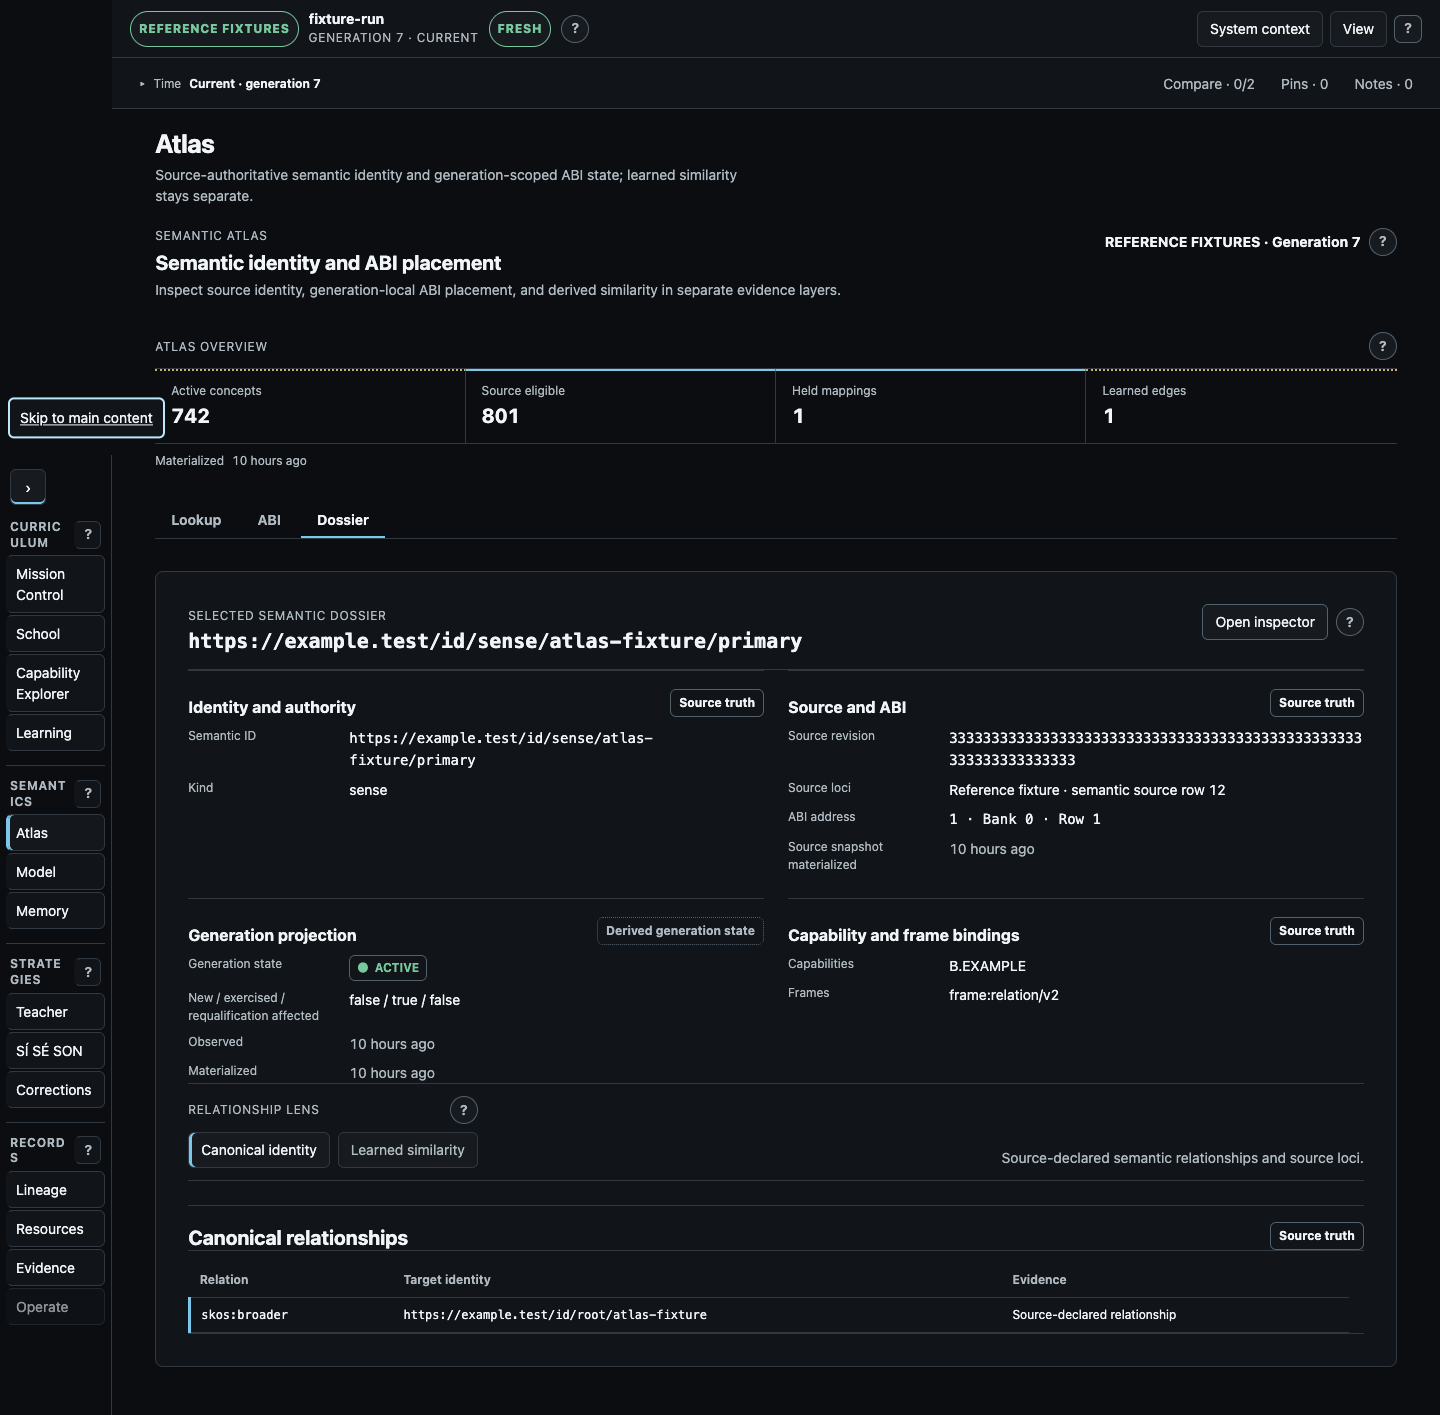 REFERENCE FIXTURES
fixture-run
GENERATION 7 · CURRENT
FRESH
?
System context
View
?
▸ Time Current · generation 7
Compare · 0/2
Pins · 0
Notes · 0
Atlas
Source-authoritative semantic identity and generation-scoped ABI state; learned similarity
stays separate.
SEMANTIC ATLAS
Semantic identity and ABI placement
Inspect source identity, generation-local ABI placement, and derived similarity in separate evidence layers.
REFERENCE FIXTURES · Generation 7
?
ATLAS OVERVIEW
?
Active concepts
742
Source eligible
801
Held mappings
1
Learned edges
1
Materialized 10 hours ago
Skip to main content
›
CURRIC
ULUM
?
Mission
Control
School
Capability
Explorer
Learning
SEMANT
ICS
?
Atlas
Model
Memory
STRATE
GIES
?
Teacher
SÍ SÉ SON
Corrections
RECORD
S
?
Lineage
Resources
Evidence
Operate
Lookup
ABI
Dossier
SELECTED SEMANTIC DOSSIER
https://example.test/id/sense/atlas-fixture/primary
Open inspector
?
Identity and authority
Source truth
Semantic ID
https://example.test/id/sense/atlas-
fixture/primary
Kind
sense
Source and ABI
Source truth
Source revision
3333333333333333333333333333333333333333333333333
333333333333333
Source loci
Reference fixture · semantic source row 12
ABI address
1 · Bank 0 · Row 1
Source snapshot
materialized
10 hours ago
Generation projection
Derived generation state
Generation state
ACTIVE
New / exercised /
requalification affected
false / true / false
Observed
10 hours ago
Materialized
10 hours ago
Capability and frame bindings
Source truth
Capabilities
B.EXAMPLE
Frames
frame:relation/v2
RELATIONSHIP LENS
?
Canonical identity
Learned similarity
Source-declared semantic relationships and source loci.
Canonical relationships
Source truth
Relation
Target identity
Evidence
skos:broader
https://example.test/id/root/atlas-fixture
Source-declared relationship